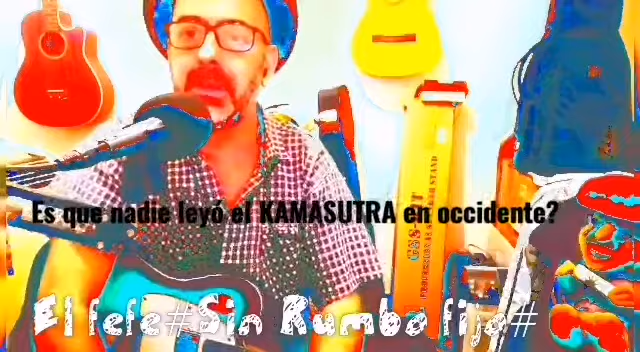 Es que nadie leyó el KAMASUTRA en occidente?
El fefe#Sin Rumbo fijo#